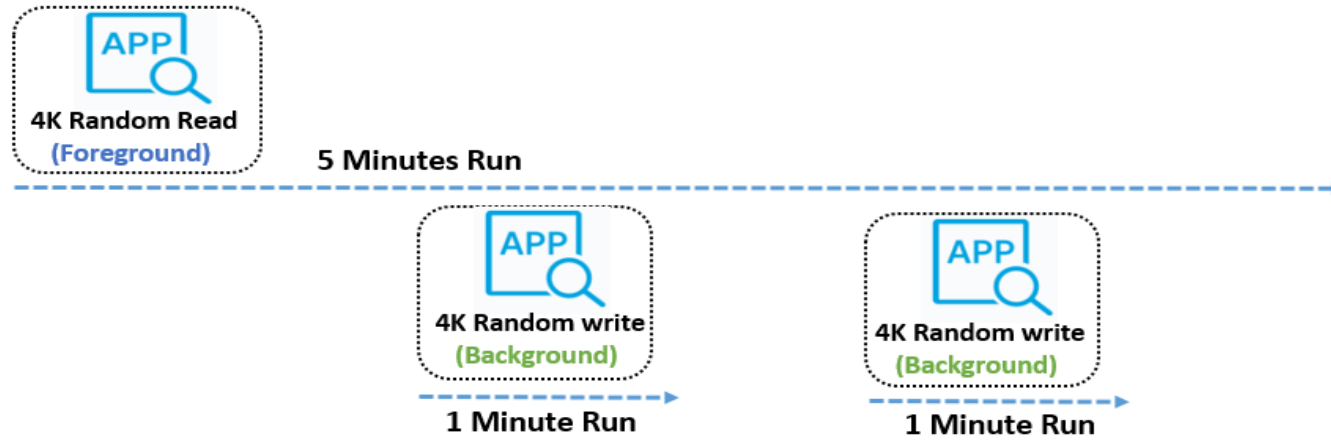 APP
4K Random Read
(Foreground)
5 Minutes Run
APP
4K Random write
(Background)
1 Minute Run
APP
4K Random write
(Background)
1 Minute Run